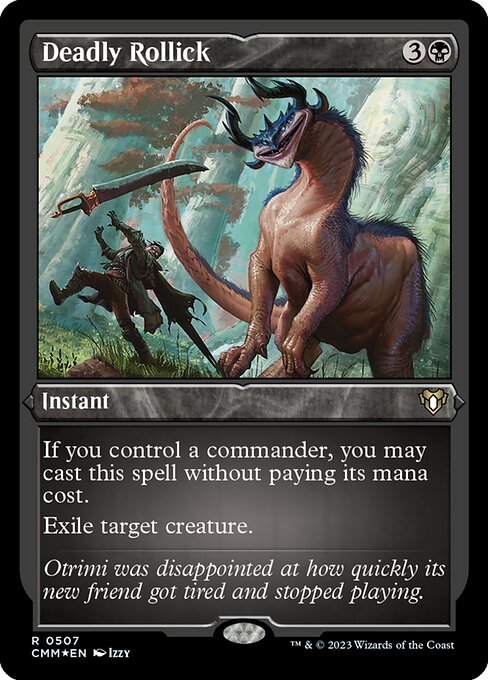 Deadly Rollick 3
Instant
If you control a commander, you may
cast this spell without paying its mana
cost.
Exile target creature.
Otrimi was disappointed at how quickly its
new friend got tired and stopped playing.
R 0507
CMM★EN Izzy
™ & © 2023 Wizards of the Coast